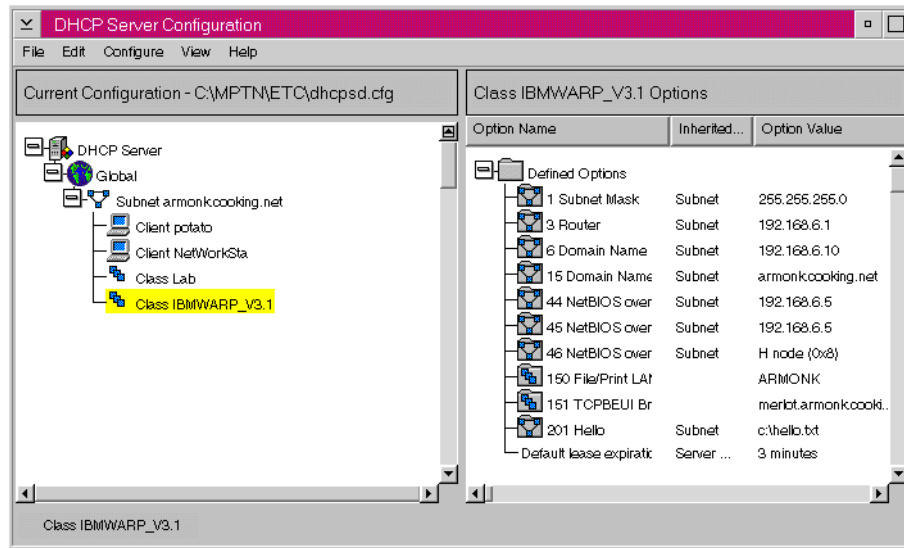 DHCP Server Configuration
File Edit Configure View Help
Current Configuration - C:\MPTN\ETC\dhcpsd.cfg
Class IBMWARP_V3.1 Options
Option Name Inherited... Option Value
DHCP Server
Global
Subnet armonk.cooking.net
Client potato
Client NetWorkSta
Class Lab
Class IBMWARP_V3.1
Defined Options
1 Subnet Mask Subnet 255.255.255.0
3 Router Subnet 192.168.6.1
6 Domain Name Subnet 192.168.6.10
15 Domain Name Subnet armonk.cooking.net
44 NetBIOS over Subnet 192.168.6.5
45 NetBIOS over Subnet 192.168.6.5
46 NetBIOS over Subnet H node (0x8)
150 File/Print LAN ARMONK
151 TCPBEUI Br merlot.armonk.cooki..
201 Hello Subnet c:\hello.txt
Default lease expiratic Server ... 3 minutes
Class IBMWARP_V3.1